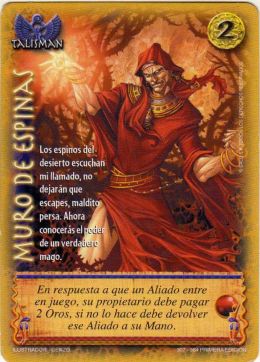 TALISMAN
2
MURO DE ESPINAS
Los espinos del
desierto escuchan
mi llamado, no
dejarán que
escapes, maldito
persa. Ahora
conocerás el poder
de un verdadero
mago.
En respuesta a que un Aliado entre
en juego, su propietario debe pagar
2 Oros, si no lo hace debe devolver
ese Aliado a su Mano.
ILUSTRADOR:
PRIMERA EDICIÓN